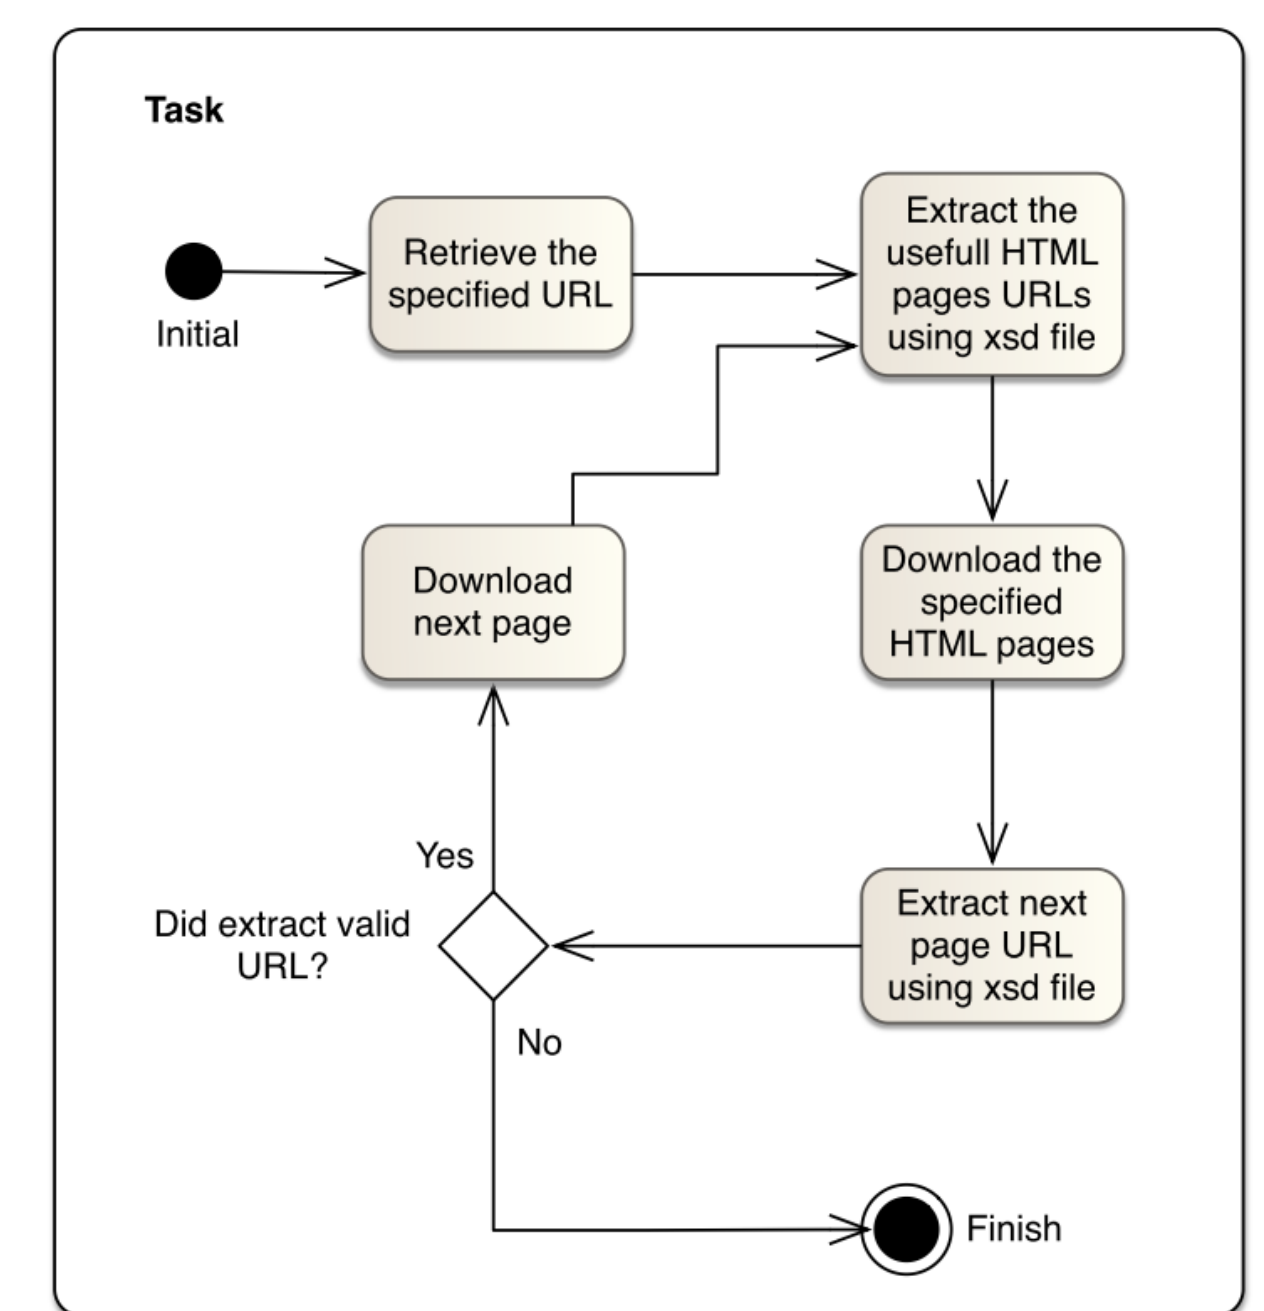 Task
Initial
Retrieve the
specified URL
Extract the
usefull HTML
pages URLs
using xsd file
Download
next page
Download the
specified
HTML pages
Yes
Did extract valid
URL?
Extract next
page URL
using xsd file
No
Finish